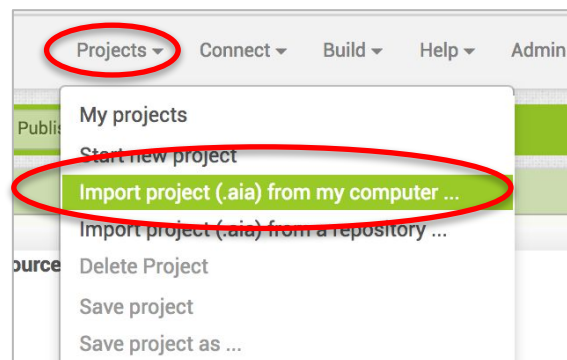 Projects ▾ Connect ▾ Build ▾ Help ▾ Admin
My projects
Start new project
Import project (.aia) from my computer ...
Import project (.aia) from a repository ...
Delete Project
Save project
Save project as ...